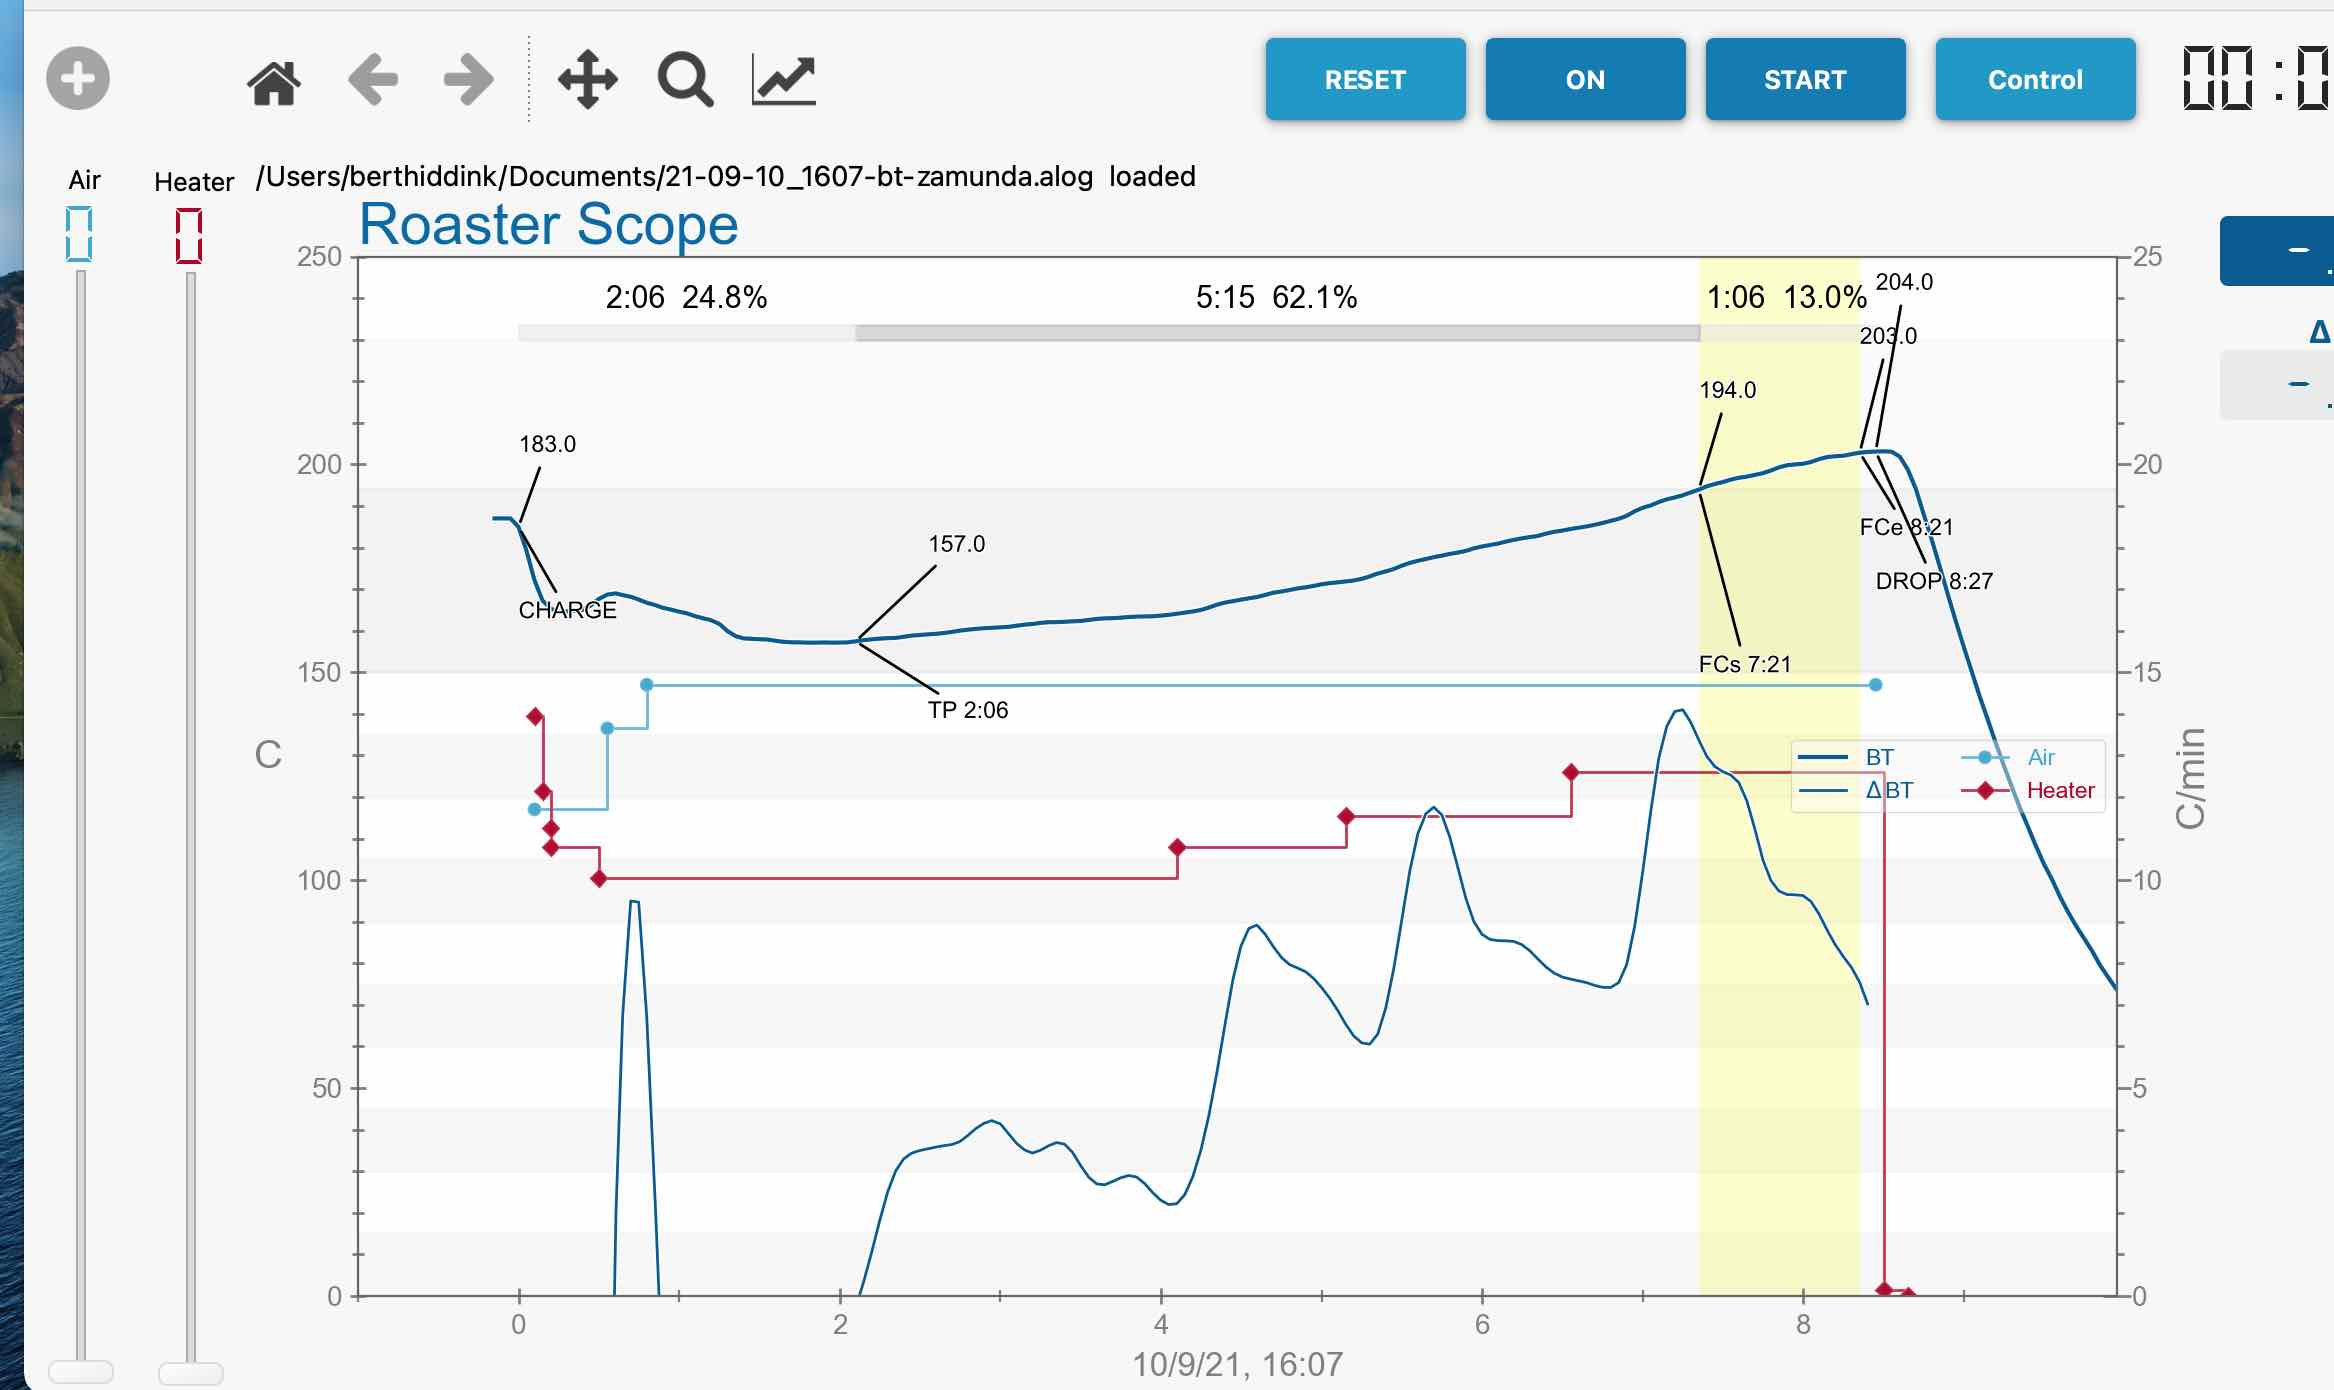 RESET ON START Control 00:0
Air Heater /Users/berthiddink/Documents/21-09-10_1607-bt-zamunda.alog loaded
0 0
Roaster Scope
250 25
2:06 24.8% 5:15 62.1% 1:06 13.0% 204.0
203.0
Δ
194.0
183.0
200 20
FCe 8:21
157.0
DROP 8:27
CHARGE
FCs 7:21
150 15
TP 2:06
C C/min
BT Air
Δ BT Heater
100 10
50 5
0 0
0 2 4 6 8
10/9/21, 16:07